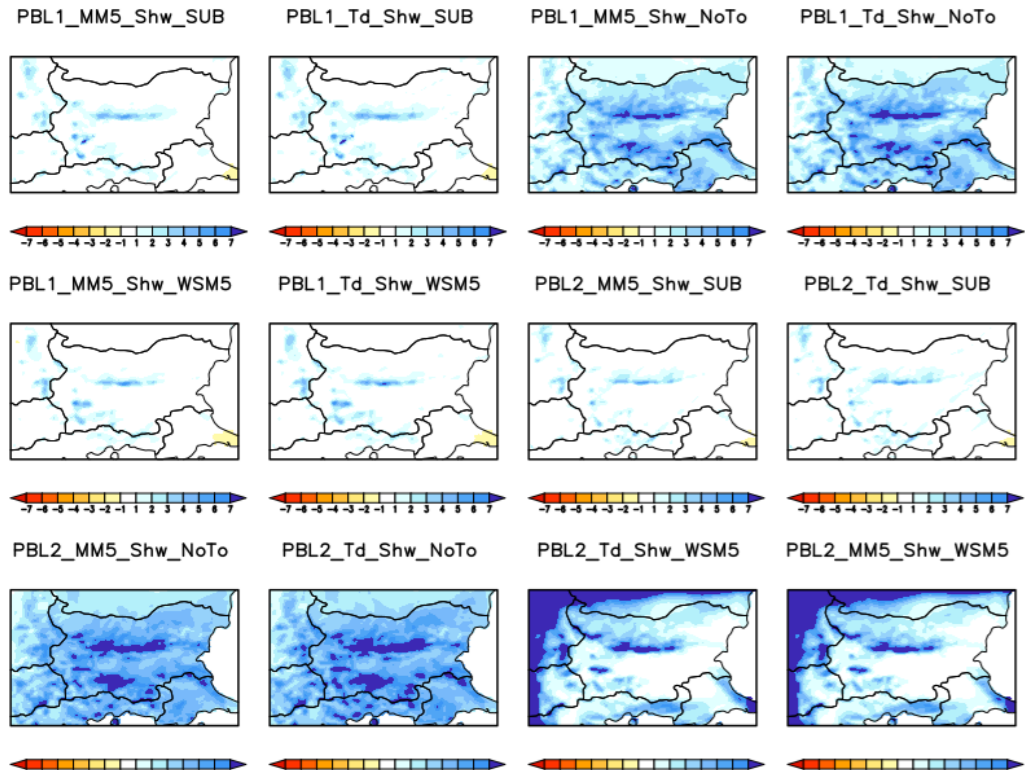 PBL1_MM5_Shw_SUB PBL1_Td_Shw_SUB PBL1_MM5_Shw_NoTo PBL1_Td_Shw_NoTo
-7 -6 -5 -4 -3 -2 -1 1 2 3 4 5 6 7 -7 -6 -5 -4 -3 -2 -1 1 2 3 4 5 6 7 -7 -6 -5 -4 -3 -2 -1 1 2 3 4 5 6 7 -7 -6 -5 -4 -3 -2 -1 1 2 3 4 5 6 7
PBL1_MM5_Shw_WSM5 PBL1_Td_Shw_WSM5 PBL2_MM5_Shw_SUB PBL2_Td_Shw_SUB
-7 -6 -5 -4 -3 -2 -1 1 2 3 4 5 6 7 -7 -6 -5 -4 -3 -2 -1 1 2 3 4 5 6 7 -7 -6 -5 -4 -3 -2 -1 1 2 3 4 5 6 7 -7 -6 -5 -4 -3 -2 -1 1 2 3 4 5 6 7
PBL2_MM5_Shw_NoTo PBL2_Td_Shw_NoTo PBL2_Td_Shw_WSM5 PBL2_MM5_Shw_WSM5